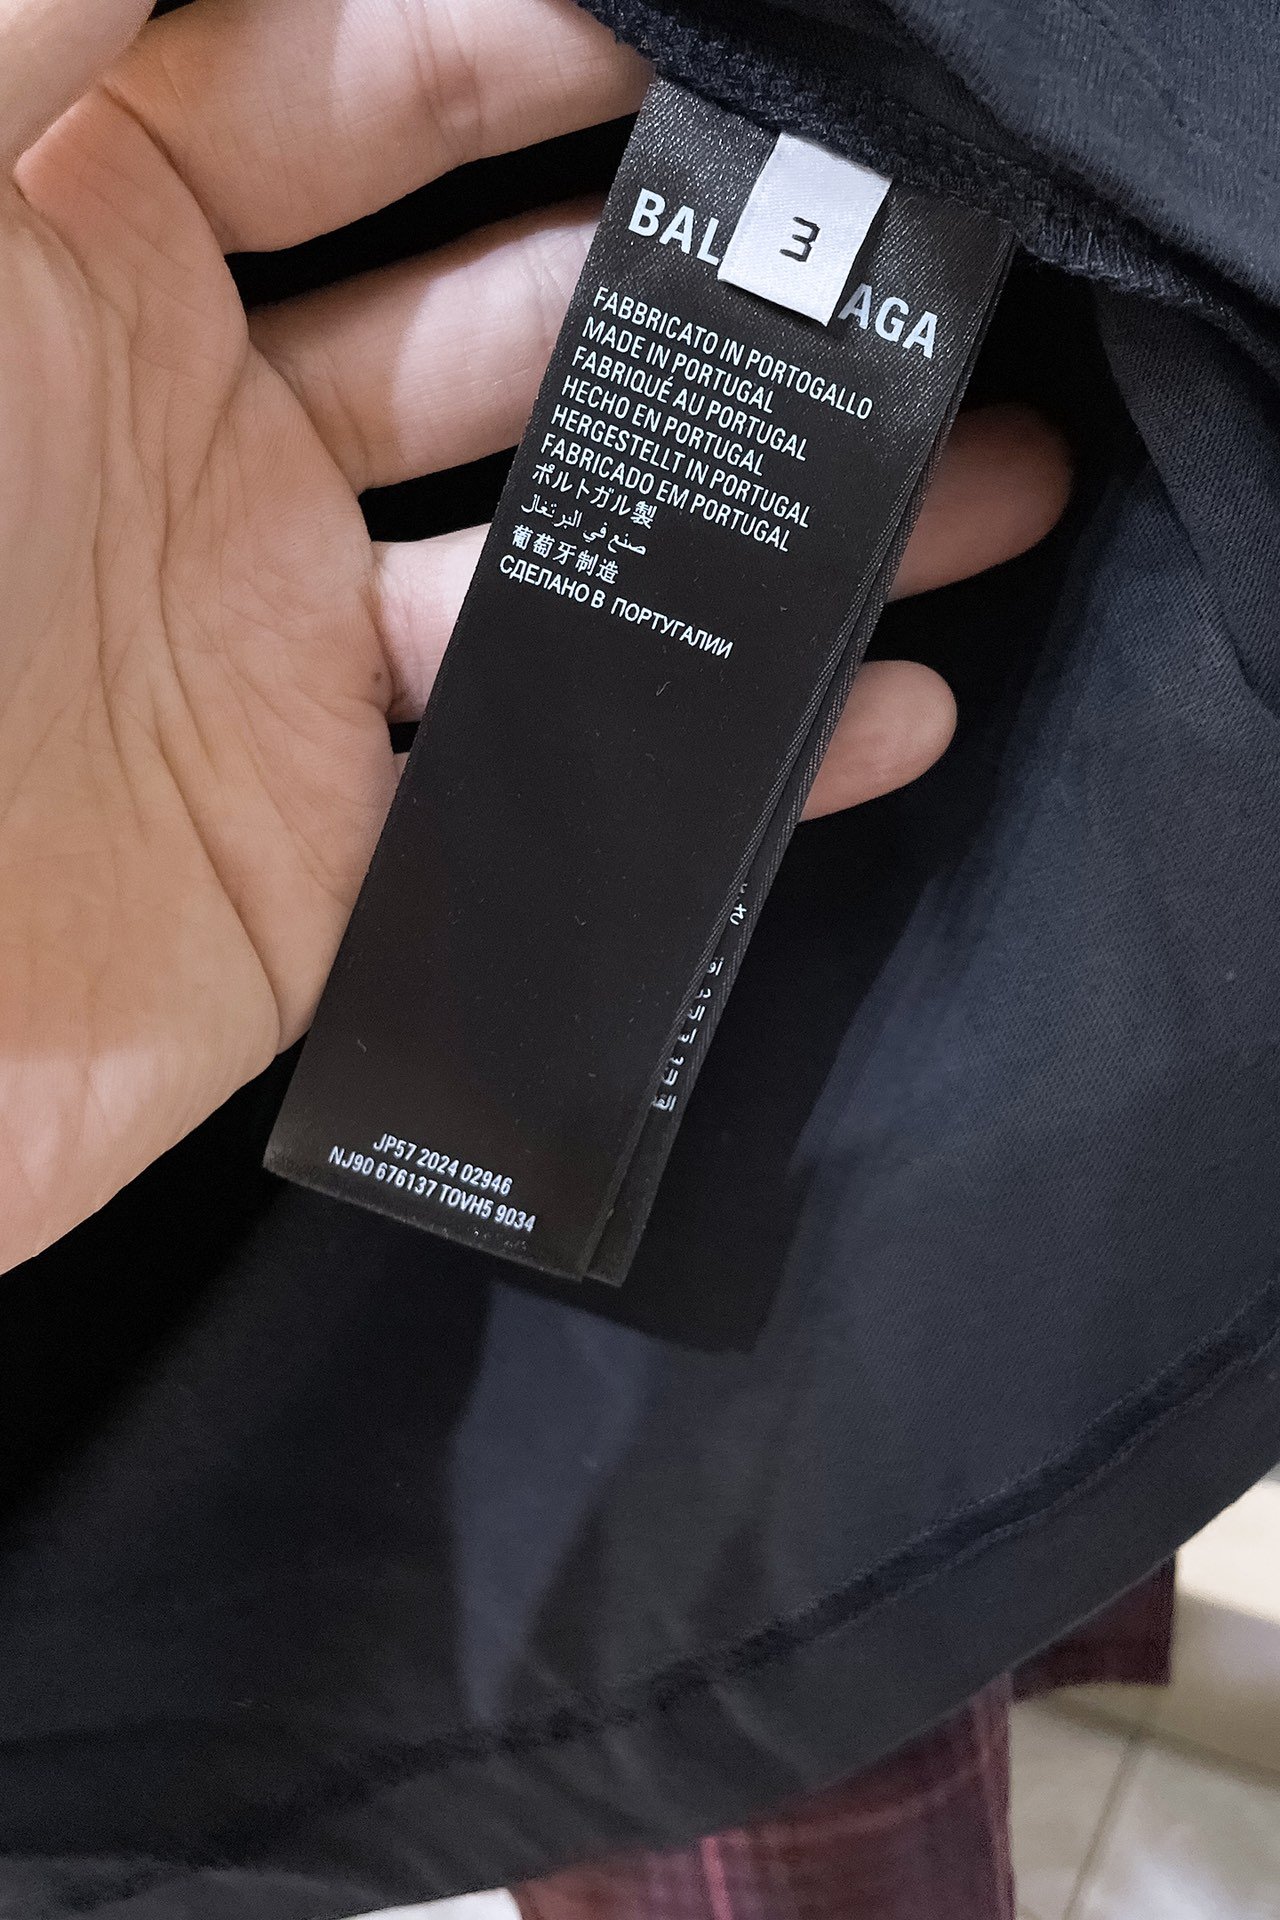 BAL AGA
3
FABBRICATO IN PORTOGALLO
MADE IN PORTUGAL
FABRIQUÉ AU PORTUGAL
HECHO EN PORTUGAL
HERGESTELLT IN PORTUGAL
FABRICADO EM PORTUGAL
ポルトガル製
صنع في البرتغال
葡萄牙制造
СДЕЛАНО В ПОРТУГАЛИИ
JP57 2024 02946
NJ90 676137 TOVH5 9034